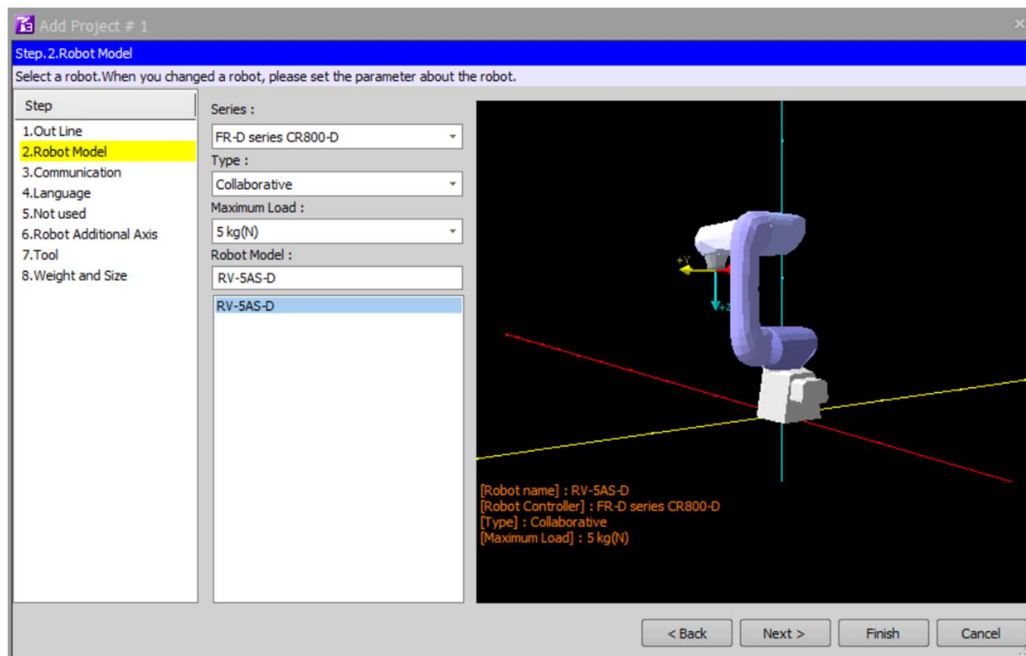 Add Project # 1
Step.2.Robot Model
Select a robot.When you changed a robot, please set the parameter about the robot.
Step
1.Out Line
2.Robot Model
3.Communication
4.Language
5.Not used
6.Robot Additional Axis
7.Tool
8.Weight and Size
Series :
FR-D series CR800-D
Type :
Collaborative
Maximum Load :
5 kg(N)
Robot Model :
RV-5AS-D
RV-5AS-D
+Y
+Z
[Robot name] : RV-5AS-D
[Robot Controller] : FR-D series CR800-D
[Type] : Collaborative
[Maximum Load] : 5 kg(N)
< Back
Next >
Finish
Cancel